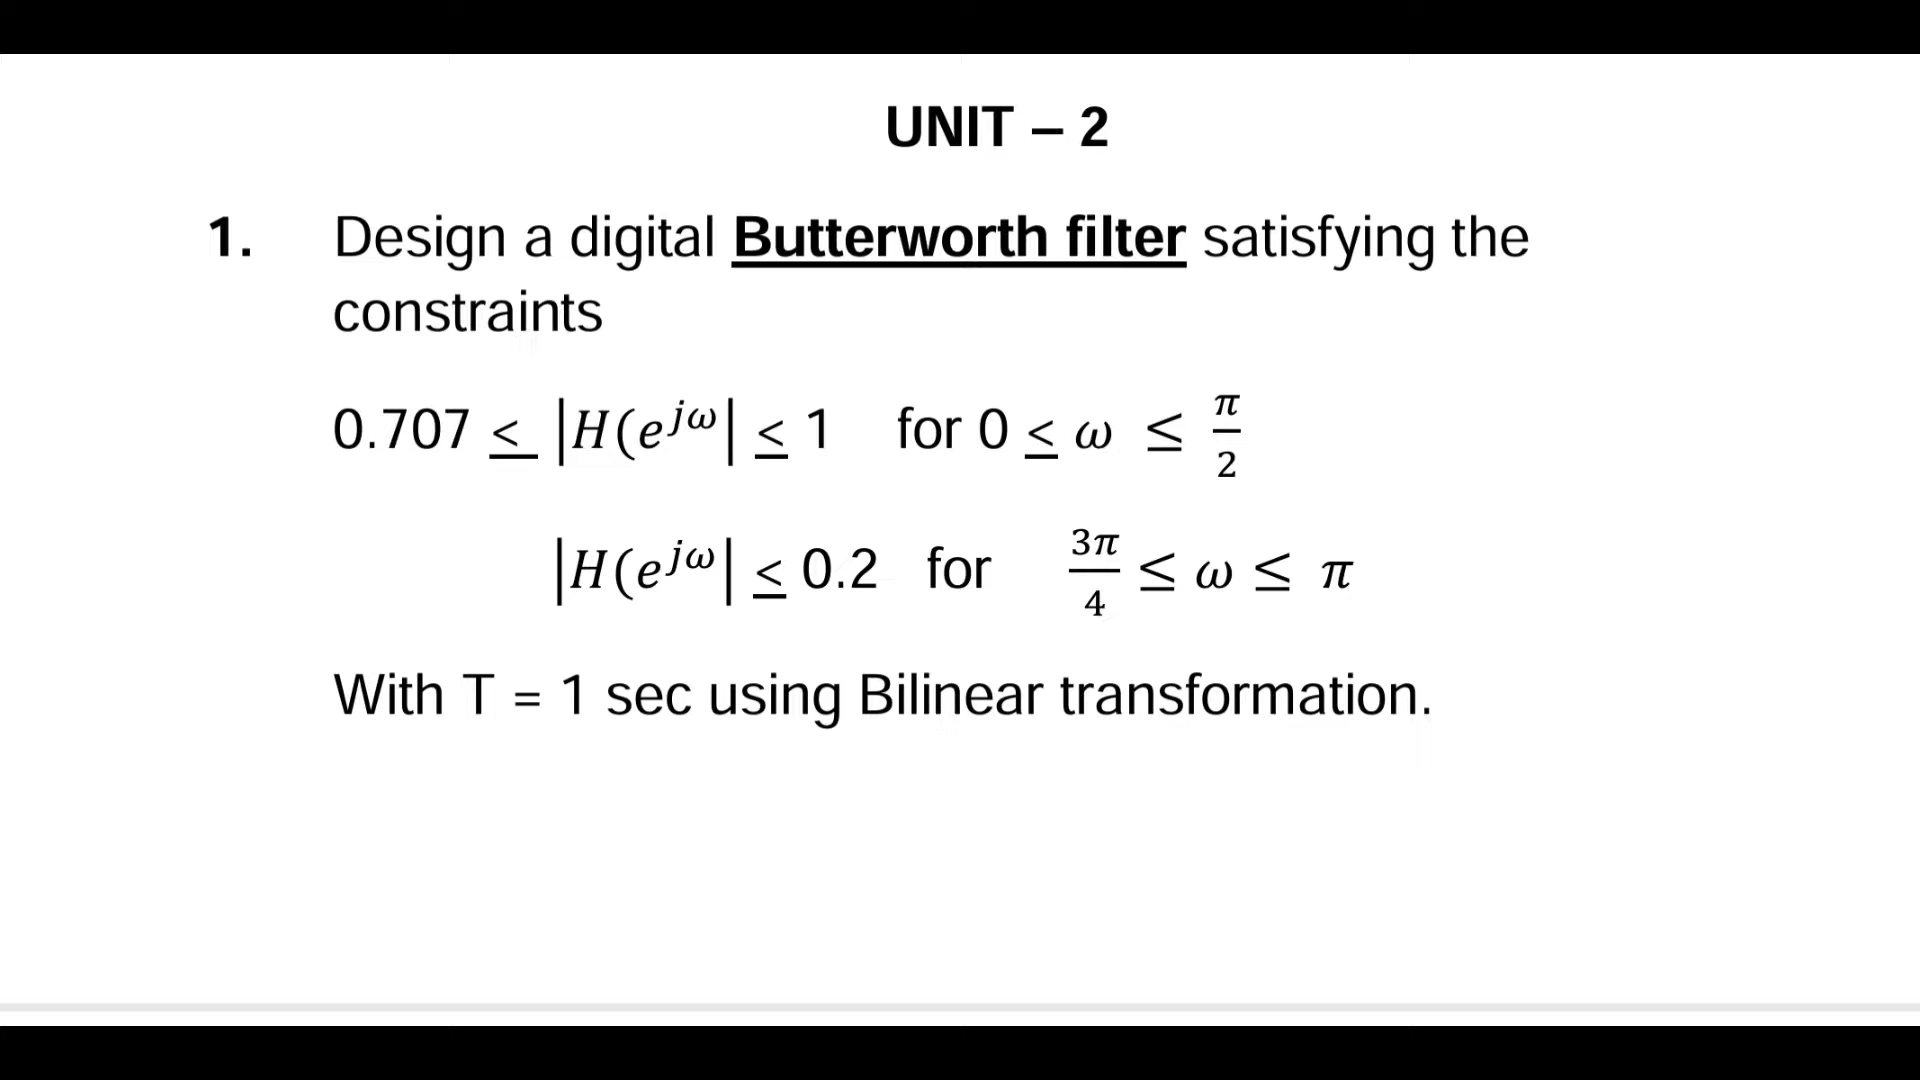 UNIT – 2
1. Design a digital Butterworth filter satisfying the
constraints
0.707 ≤ |H(e^{jω}| ≤ 1 for 0 ≤ ω ≤ π/2
|H(e^{jω}| ≤ 0.2 for 3π/4 ≤ ω ≤ π
With T = 1 sec using Bilinear transformation.